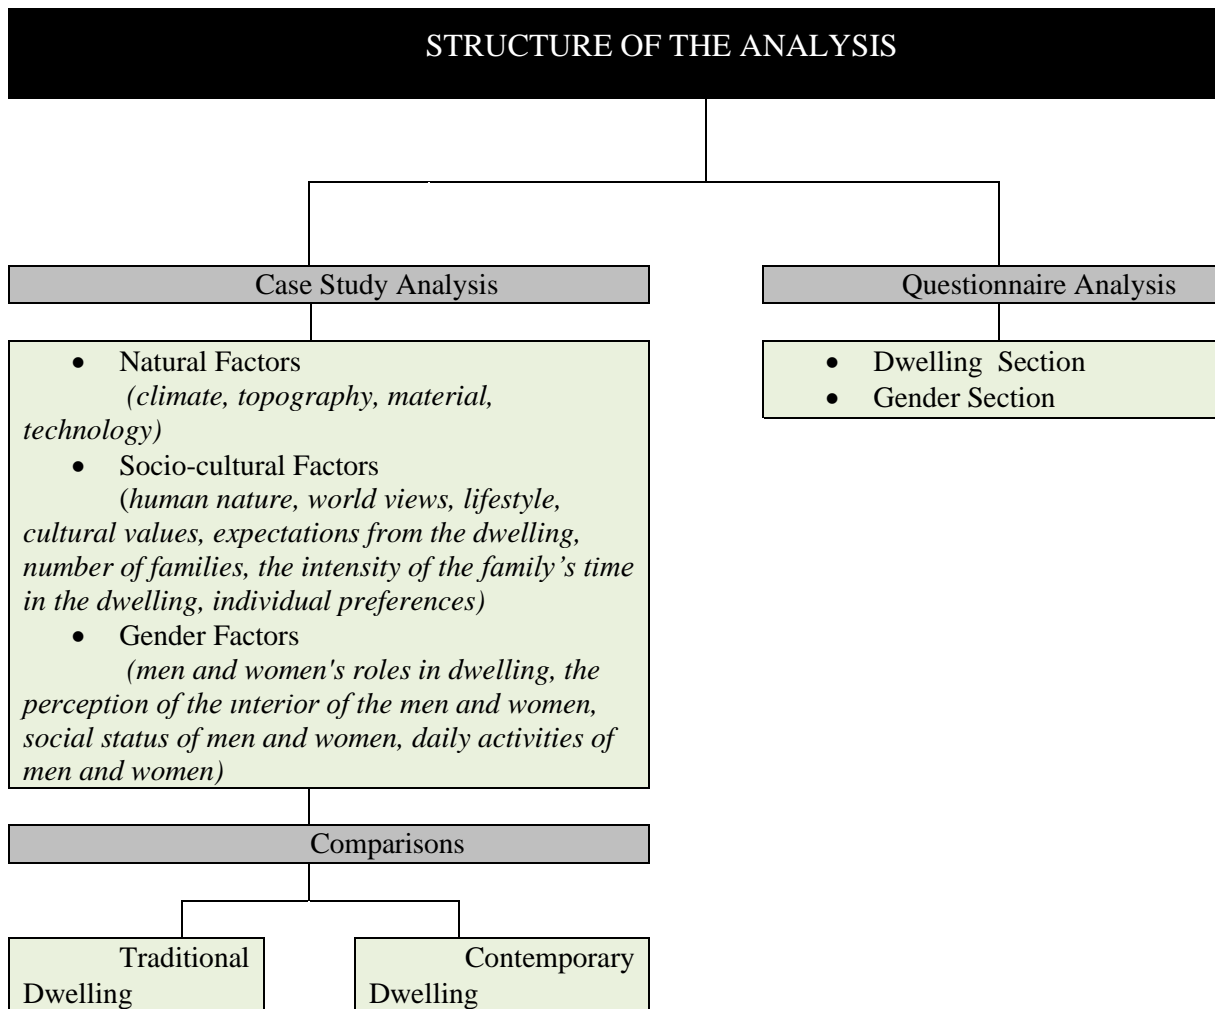 STRUCTURE OF THE ANALYSIS
Case Study Analysis
Questionnaire Analysis
• Natural Factors
(climate, topography, material,
technology)
• Socio-cultural Factors
(human nature, world views, lifestyle,
cultural values, expectations from the dwelling,
number of families, the intensity of the family’s time
in the dwelling, individual preferences)
• Gender Factors
(men and women's roles in dwelling, the
perception of the interior of the men and women,
social status of men and women, daily activities of
men and women)
• Dwelling Section
• Gender Section
Comparisons
Traditional
Dwelling
Contemporary
Dwelling